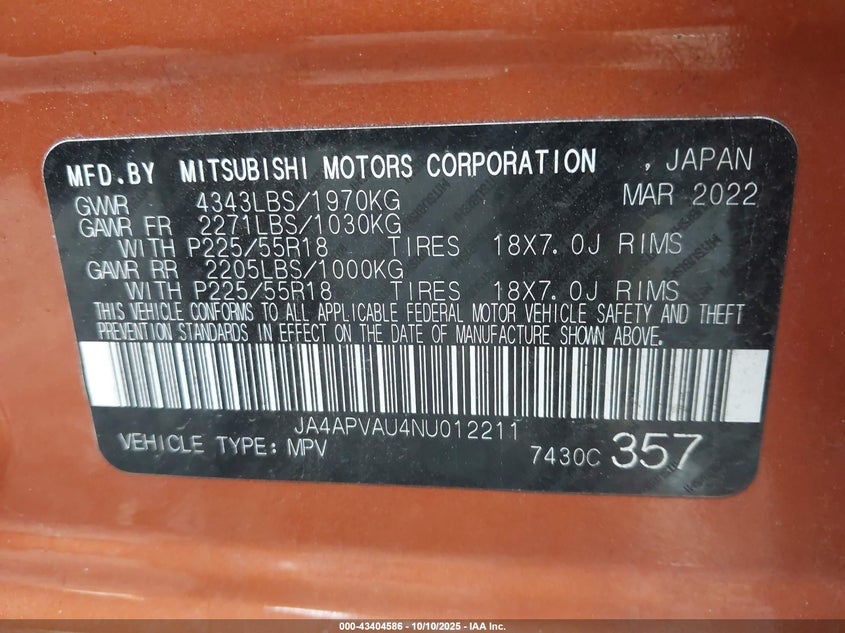 MFD.BY MITSUBISHI MOTORS CORPORATION , JAPAN
GVWR 4343LBS/1970KG MAR 2022
GAWR FR 2271LBS/1030KG
WITH P225/55R18 TIRES 18X7.0J RIMS
GAWR RR 2205LBS/1000KG
WITH P225/55R18 TIRES 18X7.0J RIMS
THIS VEHICLE CONFORMS TO ALL APPLICABLE FEDERAL MOTOR VEHICLE SAFETY AND THEFT
PREVENTION STANDARDS IN EFFECT ON THE DATE OF MANUFACTURE SHOWN ABOVE.
JA4APVAU4NU012211
VEHICLE TYPE: MPV 7430C 357
000-43404586 - 10/10/2025 - IAA Inc.